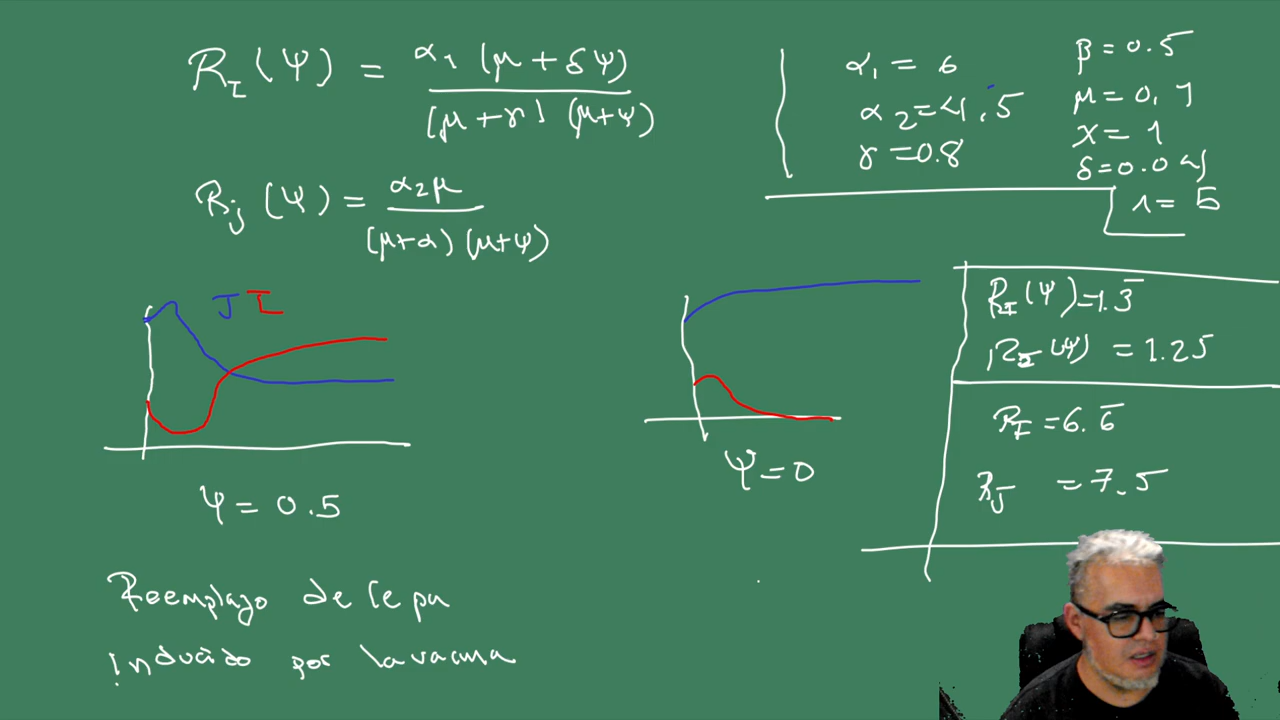 R_I (Ψ) = α₁ (μ + δΨ) / (μ + γ) (μ + Ψ)
R_j (Ψ) = α₂μ / (μ + α) (μ + Ψ)
α₁ = 6
α₂ = 4.5
γ = 0.8
β = 0.5
μ = 0.1
x = 1
δ = 0.04
1 = 5
J I
Ψ = 0.5
Ψ = 0
R_I (Ψ) = 1.3
(Ψ) = 1.25
R_I = 6.6
R_J = 7.5
Reemplazo de Cepa
Inducido por la vacuna